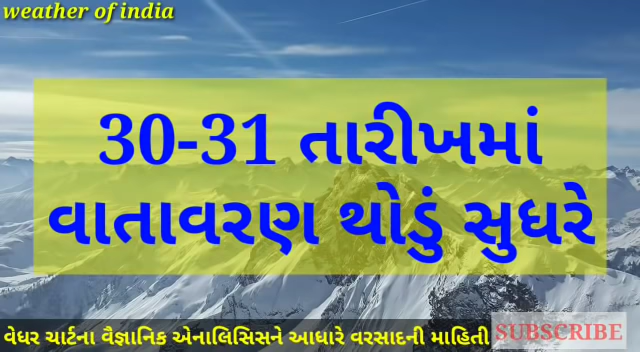 weather of india
30-31 તારીખમાં
વાતાવરણ થોડું સુધરે
વેધર ચાર્ટના વૈજ્ઞાનિક એનાલિસિસને આધારે વરસાદની માહિતી SUBSCRIBE